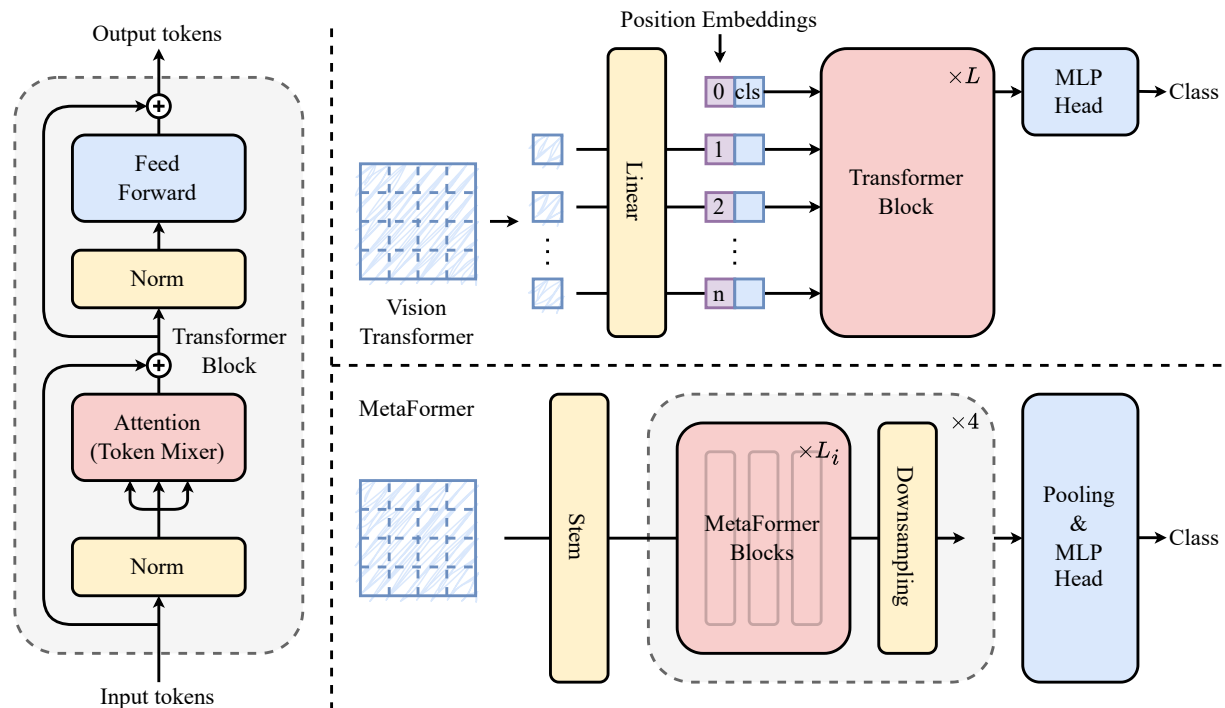 Output tokens
Feed
Forward
Norm
Transformer
Block
Attention
(Token Mixer)
Norm
Input tokens
Position Embeddings
Vision
Transformer
Linear
0 cls
1
2
n
Transformer
Block
×L
MLP
Head
Class
MetaFormer
Stem
×4
×L_i
MetaFormer
Blocks
Downsampling
Pooling
&
MLP
Head
Class